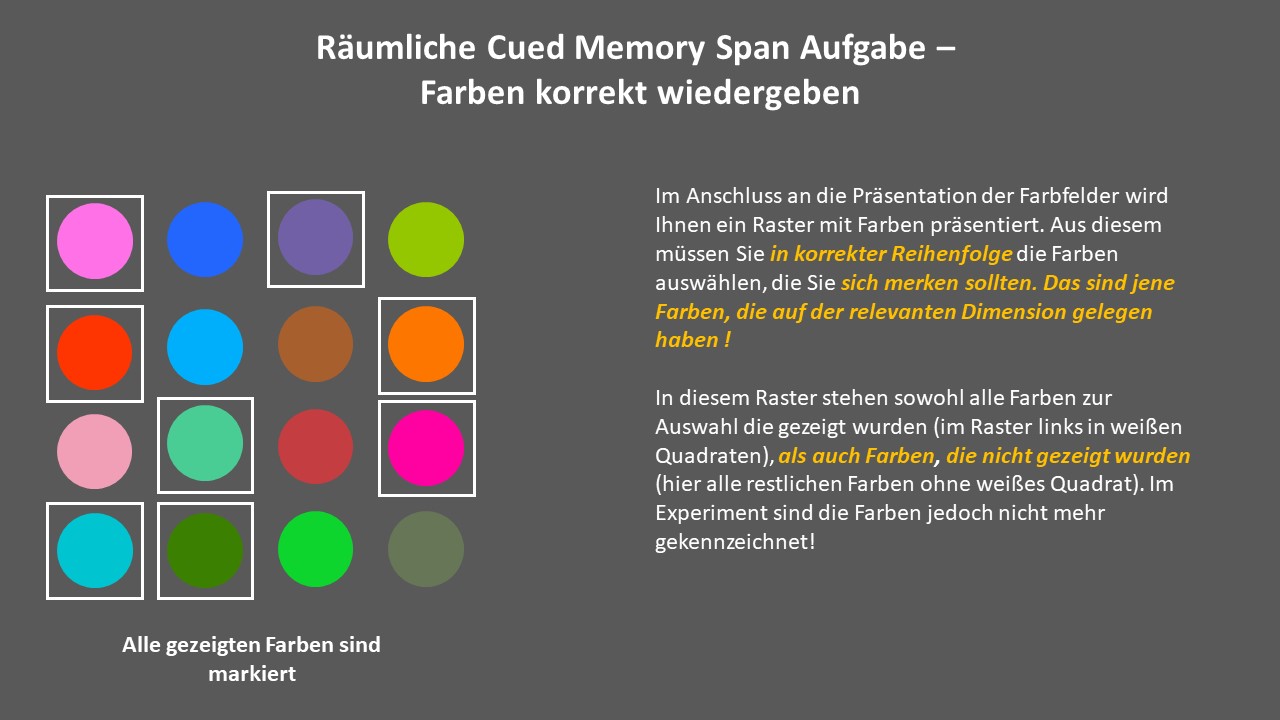 Räumliche Cued Memory Span Aufgabe –
Farben korrekt wiedergeben
Im Anschluss an die Präsentation der Farbfelder wird
Ihnen ein Raster mit Farben präsentiert. Aus diesem
müssen Sie in korrekter Reihenfolge die Farben
auswählen, die Sie sich merken sollten. Das sind jene
Farben, die auf der relevanten Dimension gelegen
haben !
In diesem Raster stehen sowohl alle Farben zur
Auswahl die gezeigt wurden (im Raster links in weißen
Quadraten), als auch Farben, die nicht gezeigt wurden
(hier alle restlichen Farben ohne weißes Quadrat). Im
Experiment sind die Farben jedoch nicht mehr
gekennzeichnet!
Alle gezeigten Farben sind
markiert